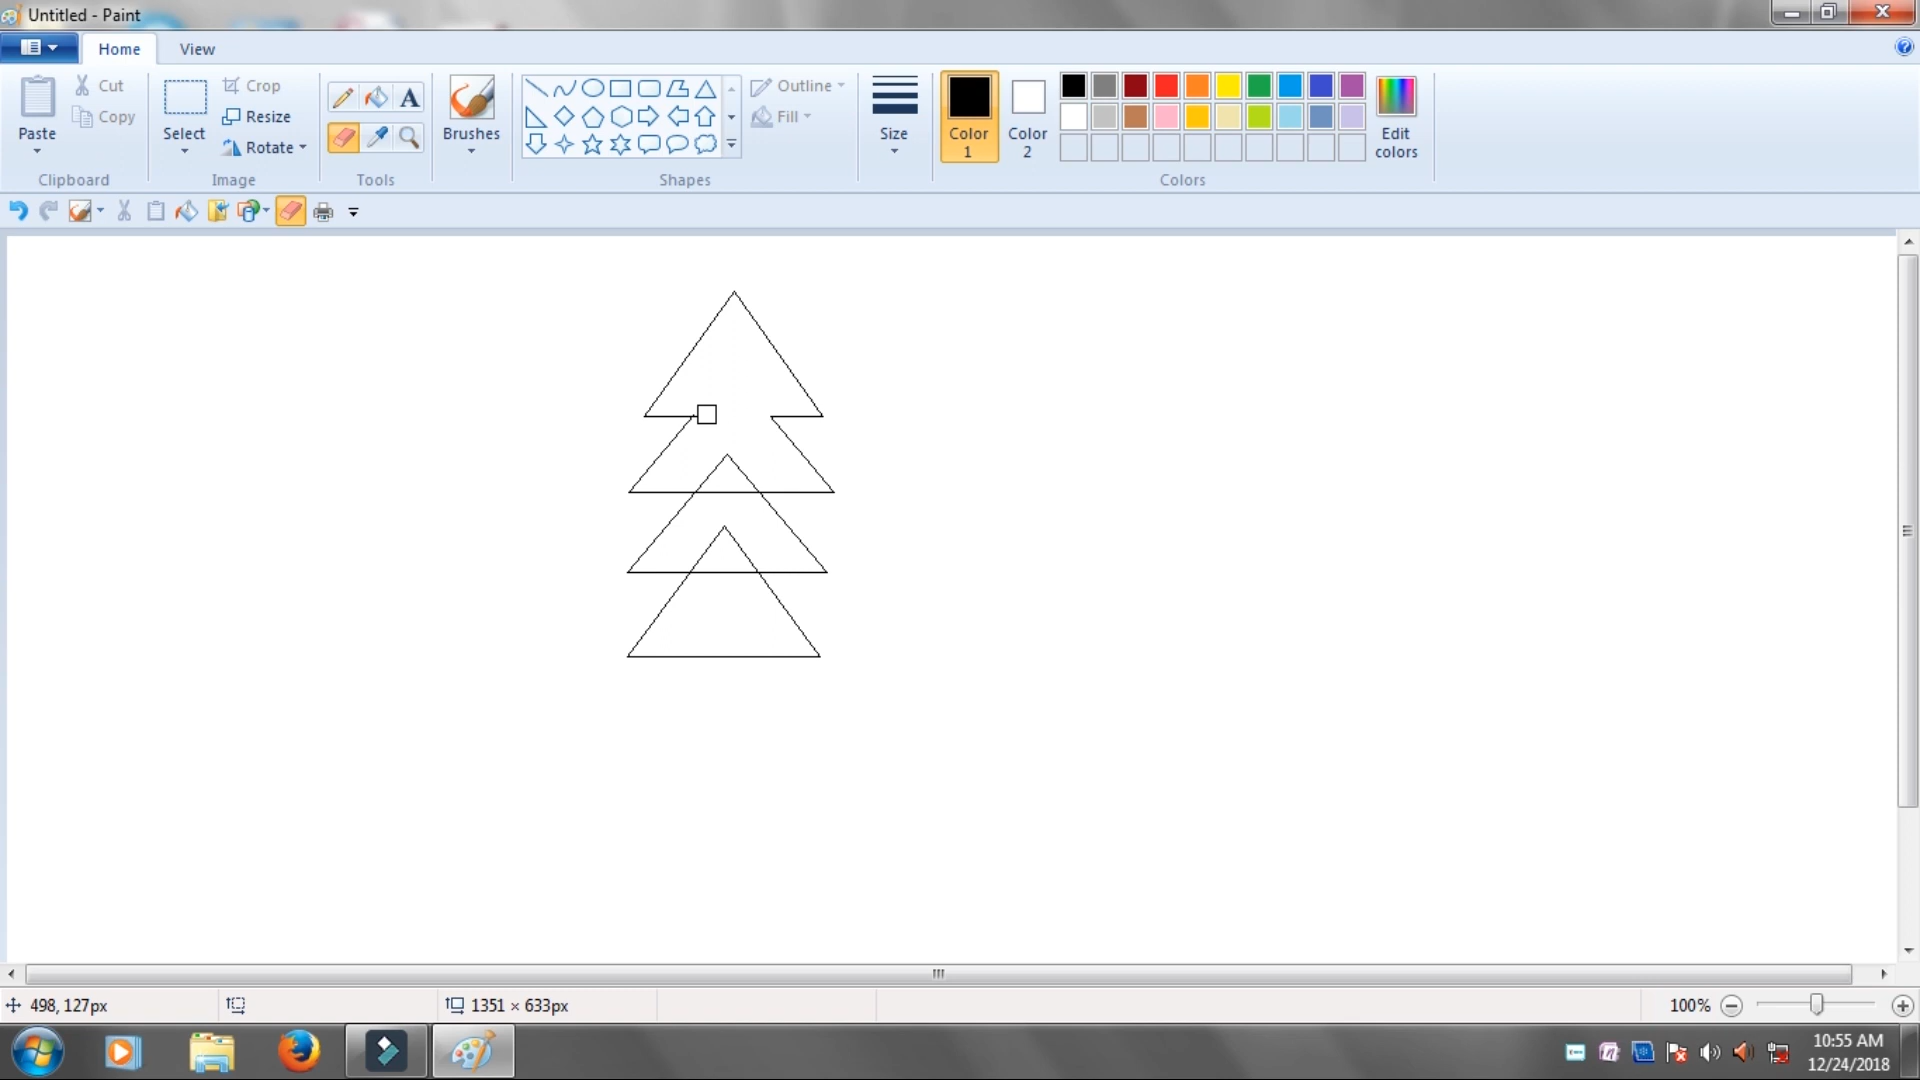 Untitled - Paint
Home View
Paste
Cut
Copy
Clipboard
Select
Crop
Resize
Rotate
Image
A
Tools
Brushes
Shapes
Outline
Fill
Size
Color
1
Color
2
Edit
colors
Colors
498, 127px
1351 × 633px
100%
10:55 AM
12/24/2018